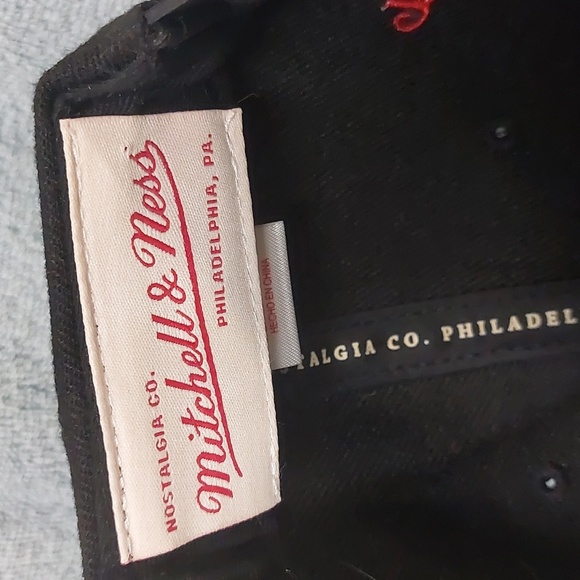 NOSTALGIA CO.
Mitchell & Ness
PHILADELPHIA, PA.
HECHO EN CHINA
STALGIA CO. PHILADEL